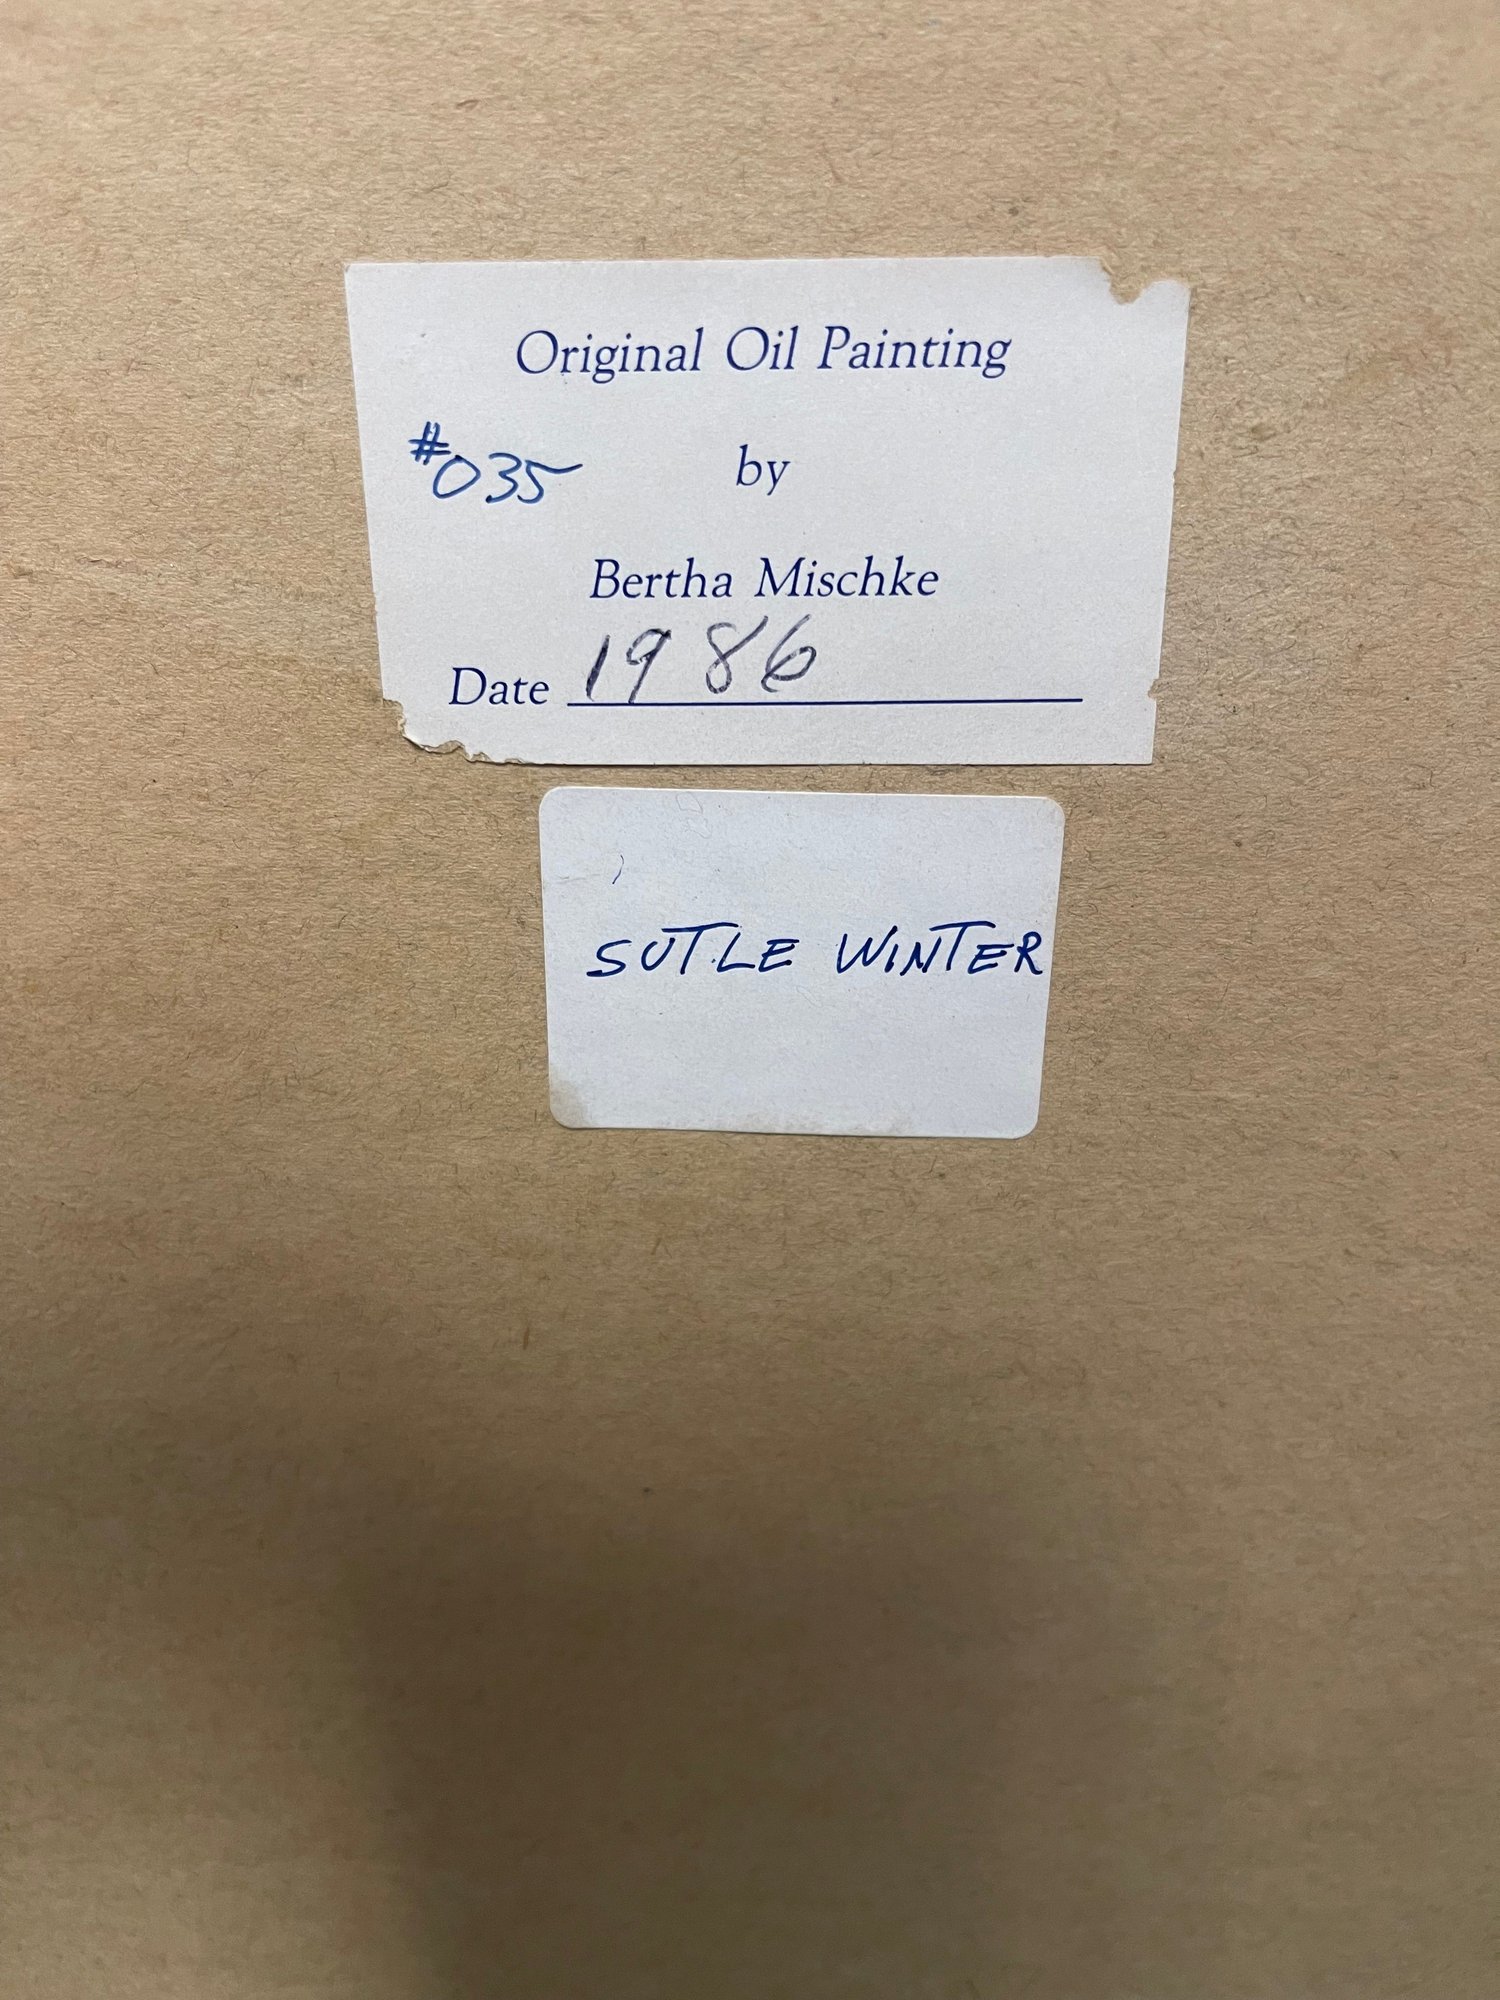 Original Oil Painting
#035 by
Bertha Mischke
Date 1986
SUTLE WINTER